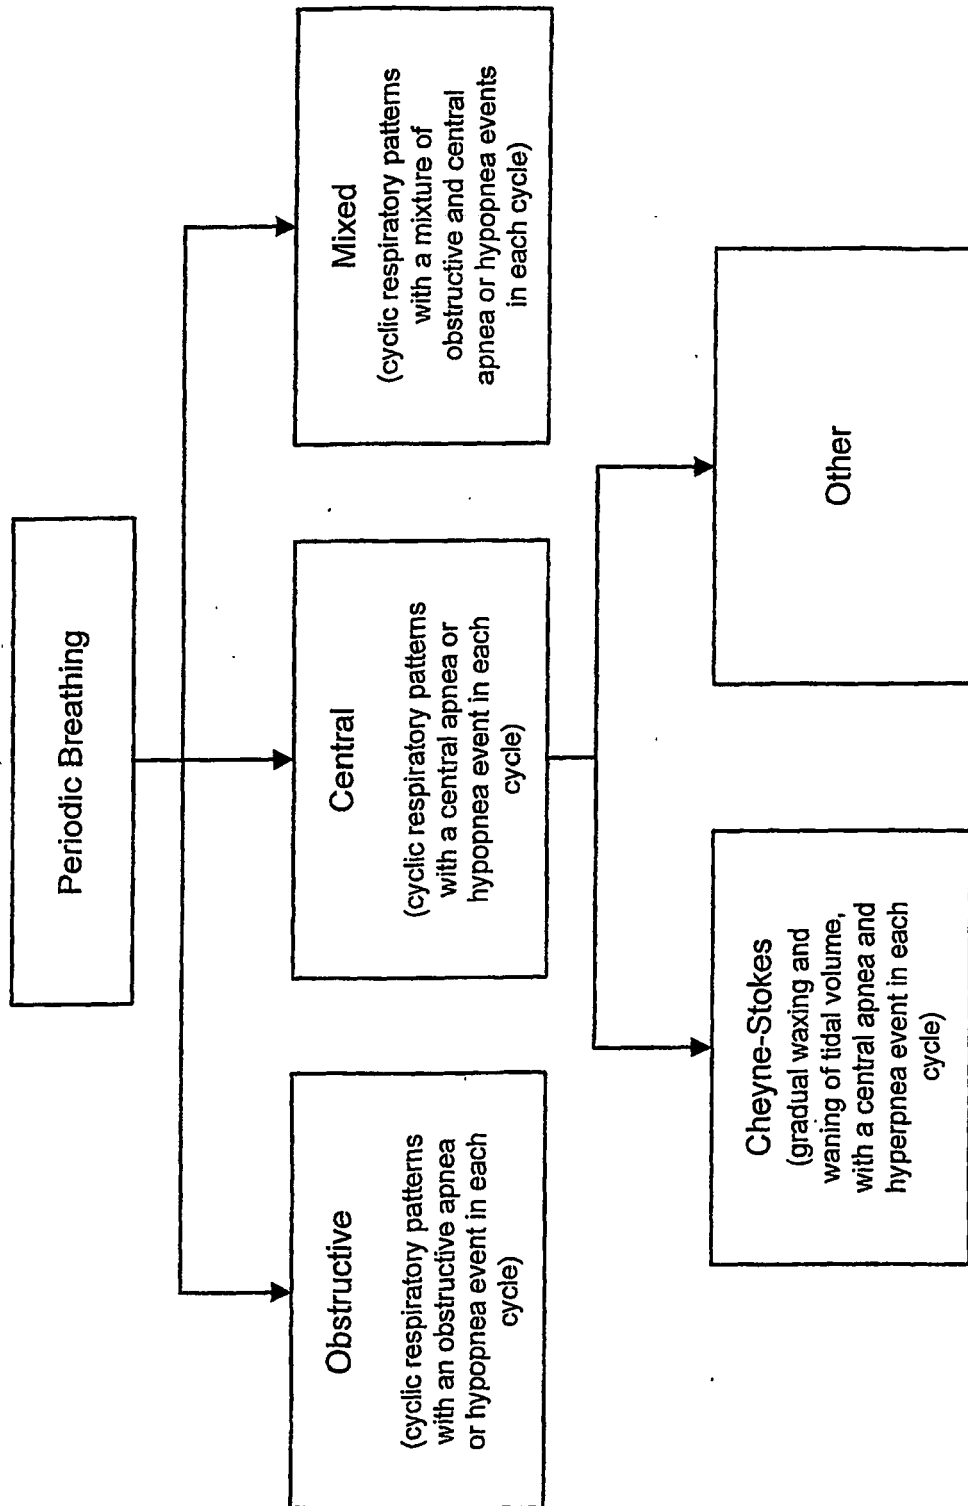 Periodic Breathing
Obstructive
(cyclic respiratory patterns
with an obstructive apnea
or hypopnea event in each
cycle)
Central
(cyclic respiratory patterns
with a central apnea or
hypopnea event in each
cycle)
Mixed
(cyclic respiratory patterns
with a mixture of
obstructive and central
apnea or hypopnea events
in each cycle)
Cheyne-Stokes
(gradual waxing and
waning of tidal volume,
with a central apnea and
hyperpnea event in each
cycle)
Other